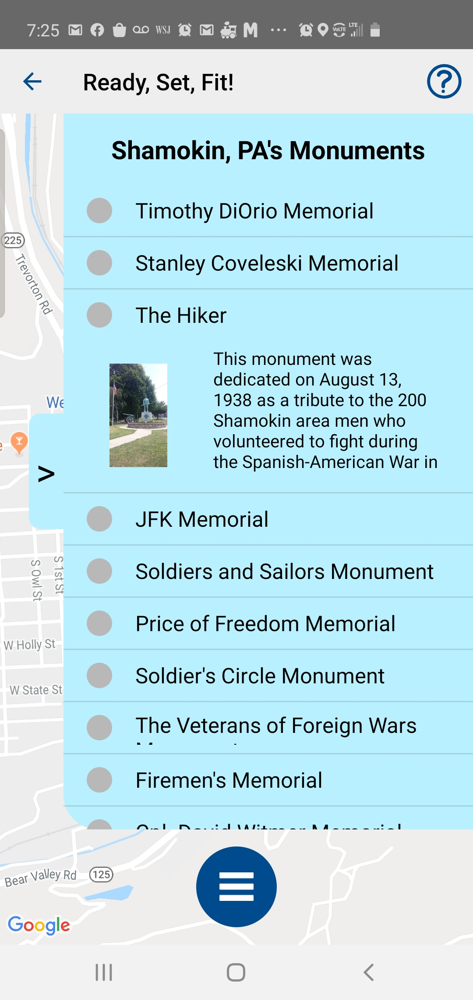 7:25 WSJ M ... VoLTE LTE
Ready, Set, Fit! ?
Shamokin, PA's Monuments
Timothy DiOrio Memorial
Stanley Coveleski Memorial
The Hiker
This monument was
dedicated on August 13,
1938 as a tribute to the 200
Shamokin area men who
volunteered to fight during
the Spanish-American War in
JFK Memorial
Soldiers and Sailors Monument
Price of Freedom Memorial
Soldier's Circle Monument
The Veterans of Foreign Wars
Firemen's Memorial
Cpl. David Witmer Memorial
225
Trevorton Rd
We
e
>
S Owl St
S 1st St
W Holly St
W State St
Bear Valley Rd
125
Google